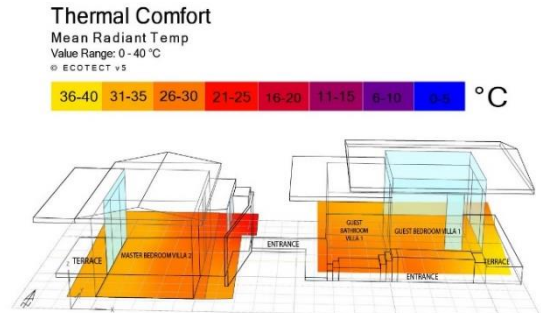 Thermal Comfort
Mean Radiant Temp
Value Range: 0 - 40 °C
© ECOTECT v5
36-40 31-35 26-30 21-25 16-20 11-15 6-10 0-5 °C
GUEST
BATHROOM
VILLA 1
GUEST BEDROOM VILLA 1
ENTRANCE
TERRACE
MASTER BEDROOM VILLA 2
TERRACE
ENTRANCE